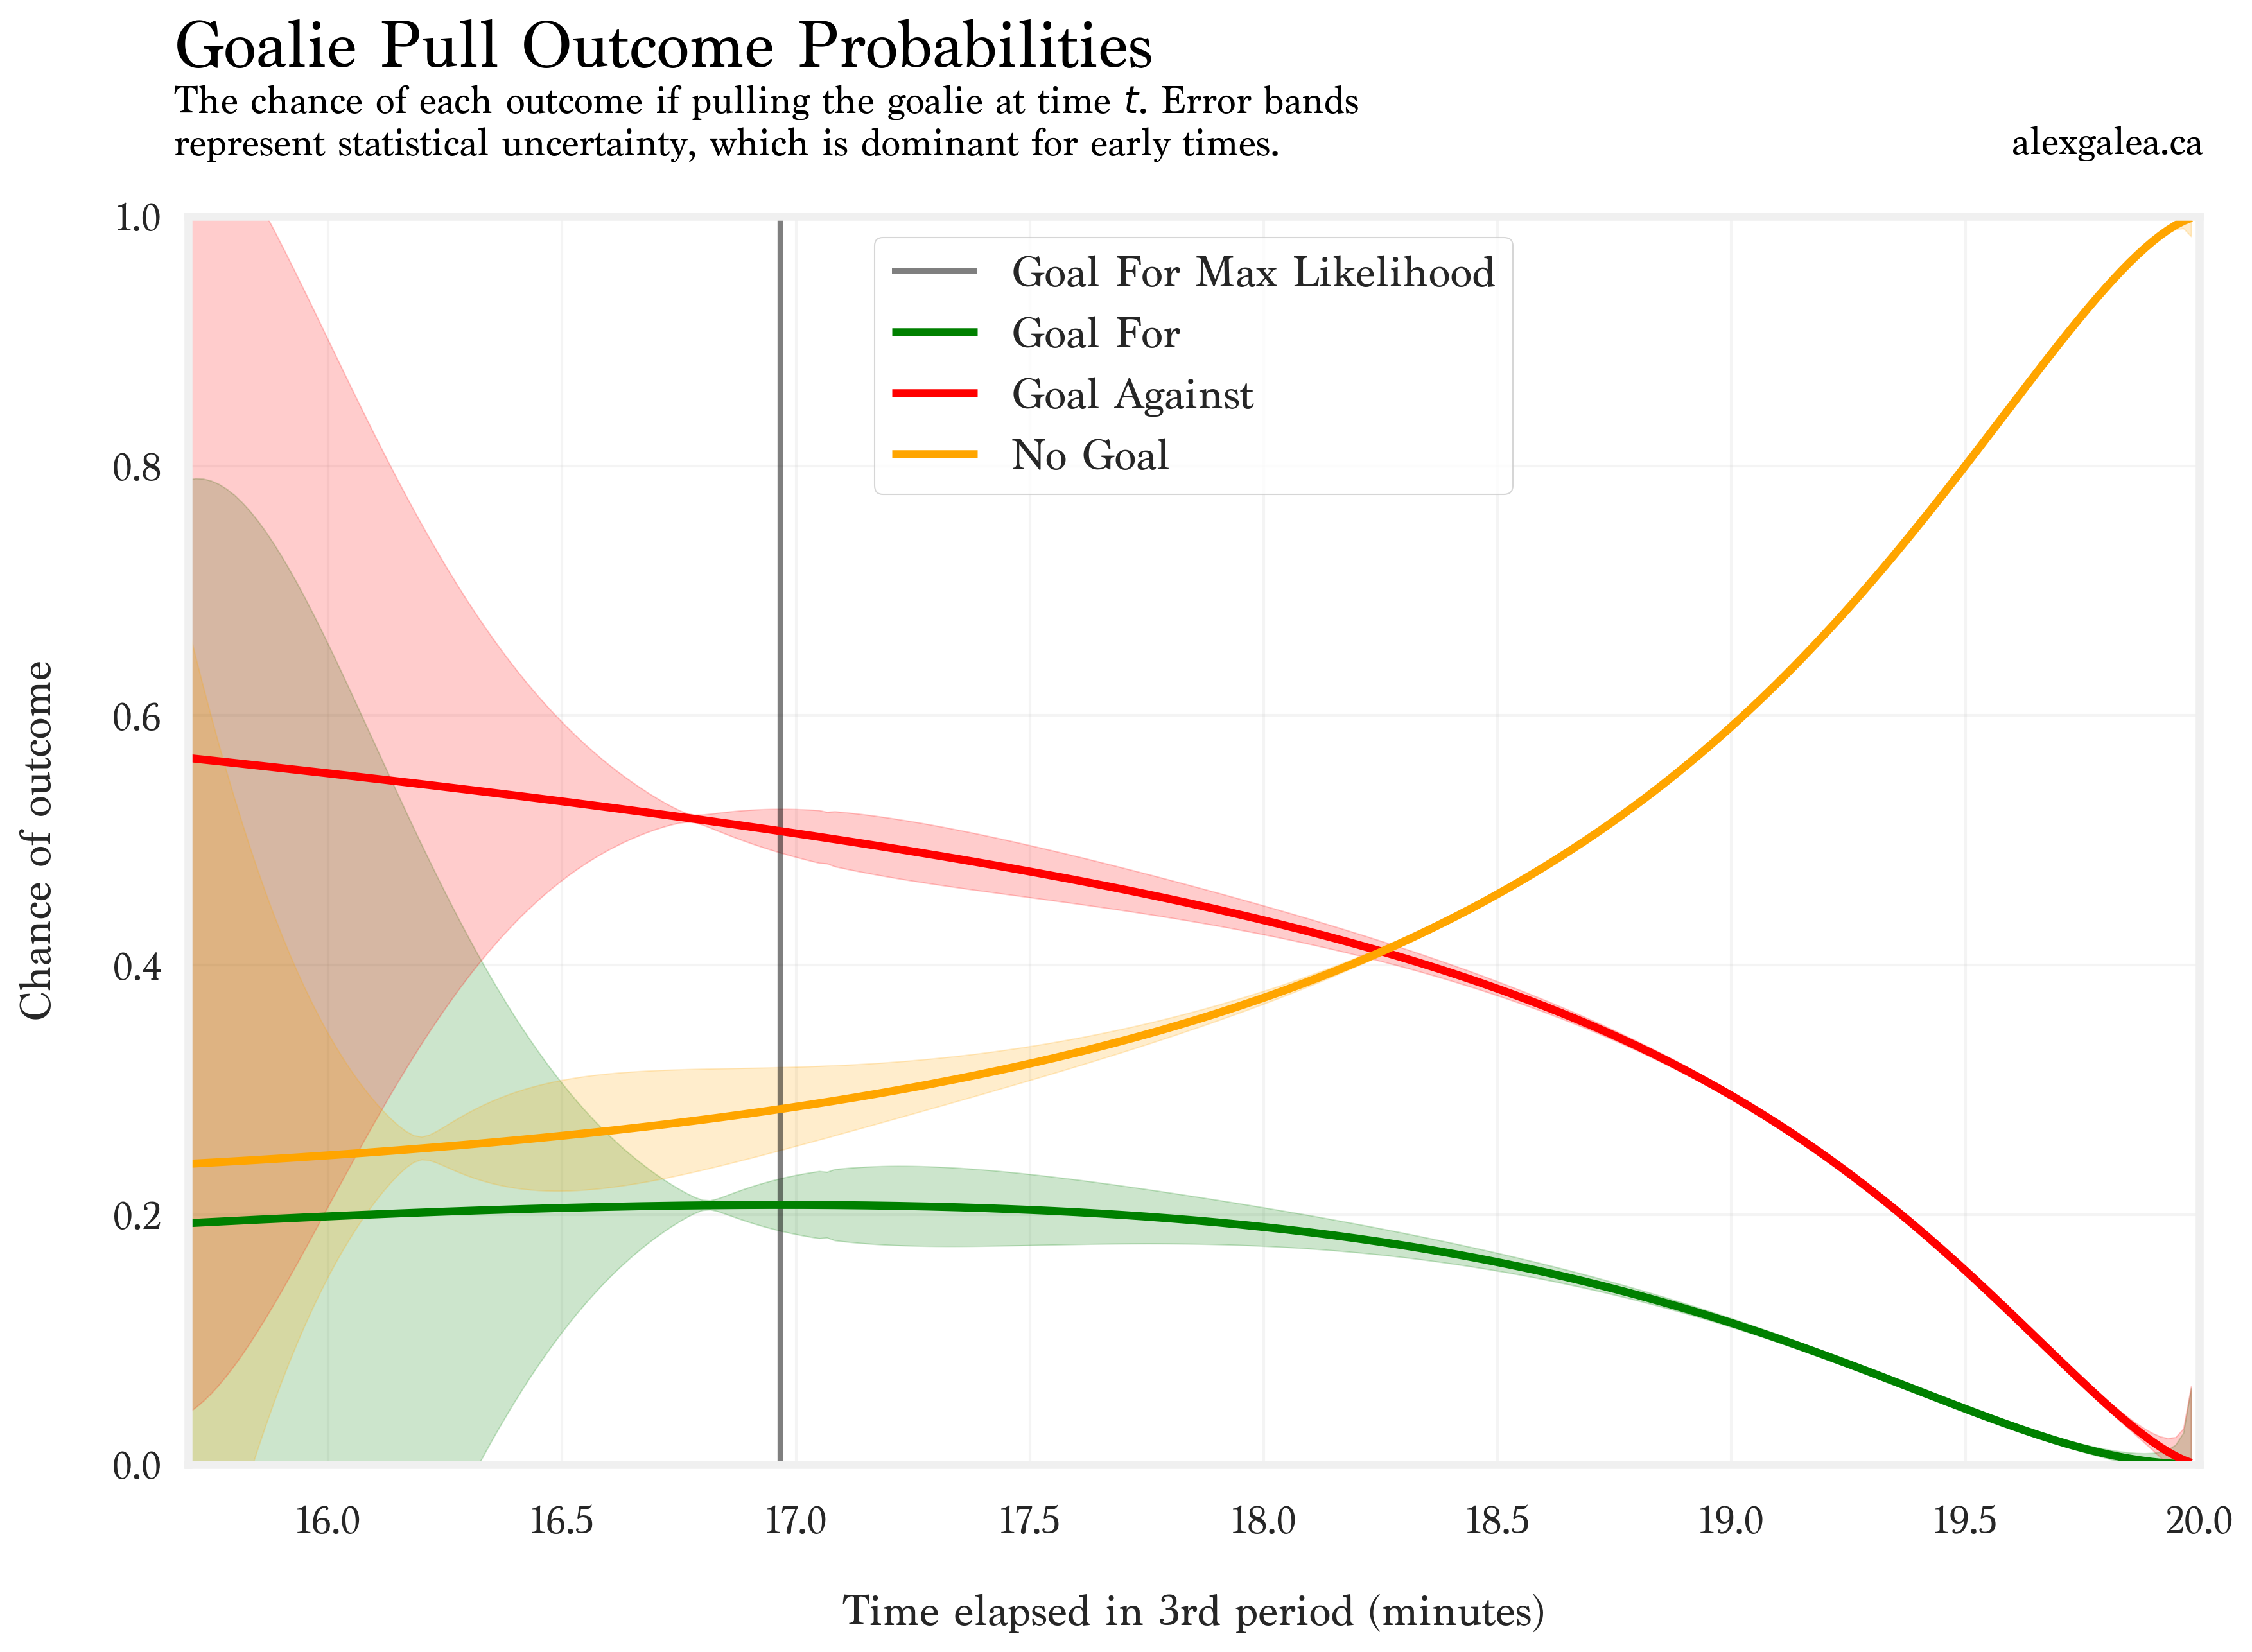 Goalie Pull Outcome Probabilities
The chance of each outcome if pulling the goalie at time t. Error bands
represent statistical uncertainty, which is dominant for early times.
alexgalea.ca
Goal For Max Likelihood
Goal For
Goal Against
No Goal
Chance of outcome
1.0
0.8
0.6
0.4
0.2
0.0
16.0 16.5 17.0 17.5 18.0 18.5 19.0 19.5 20.0
Time elapsed in 3rd period (minutes)